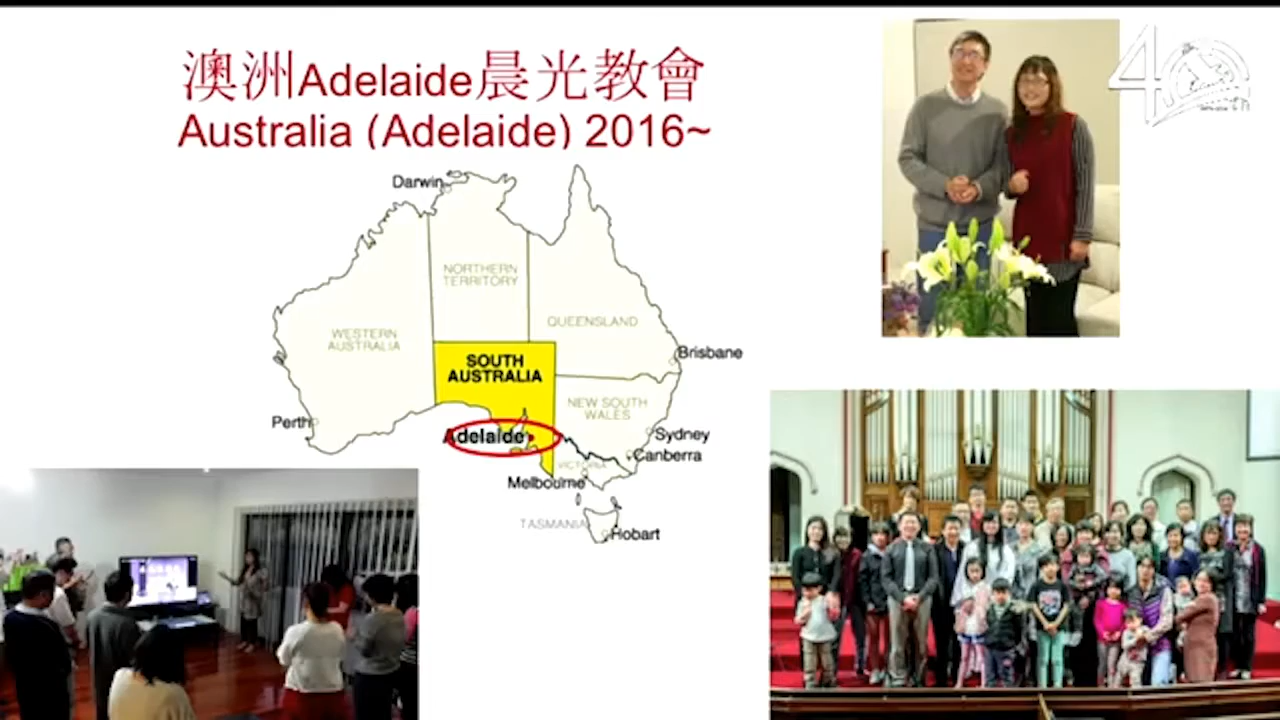 澳洲Adelaide晨光教會
Australia (Adelaide) 2016~
40th
Darwin
NORTHERN
TERRITORY
WESTERN
AUSTRALIA
QUEENSLAND
SOUTH
AUSTRALIA
Brisbane
NEW SOUTH
WALES
Perth
Adelaide
Sydney
Canberra
VICTORIA
Melbourne
TASMANIA
Hobart